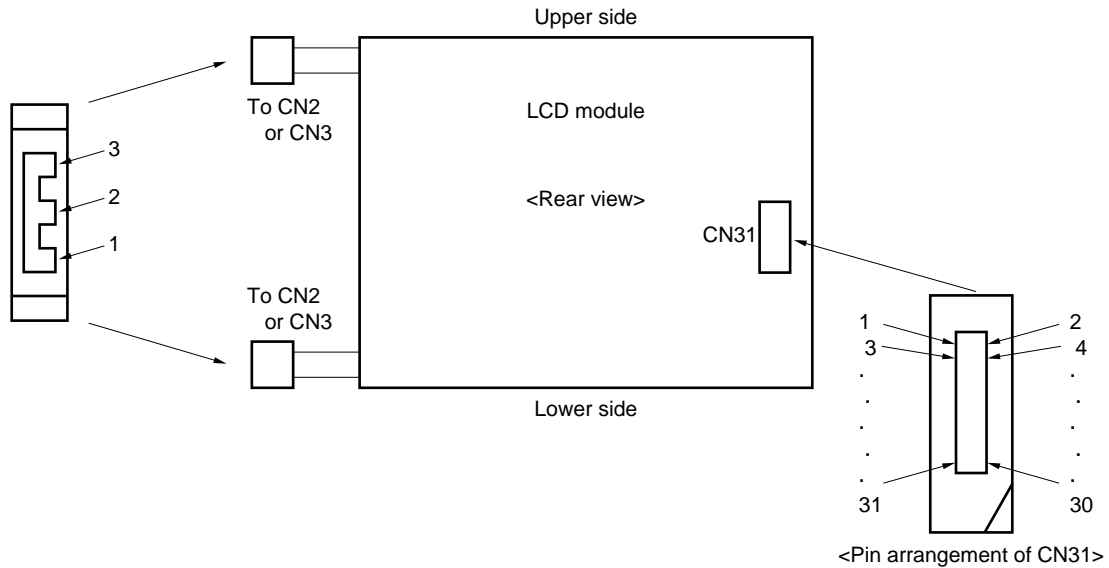 Upper side
To CN2
or CN3
LCD module
3
2
1
<Rear view>
CN31
To CN2
or CN3
Lower side
1 2
3 4
. .
. .
. .
. .
. .
31 30
<Pin arrangement of CN31>